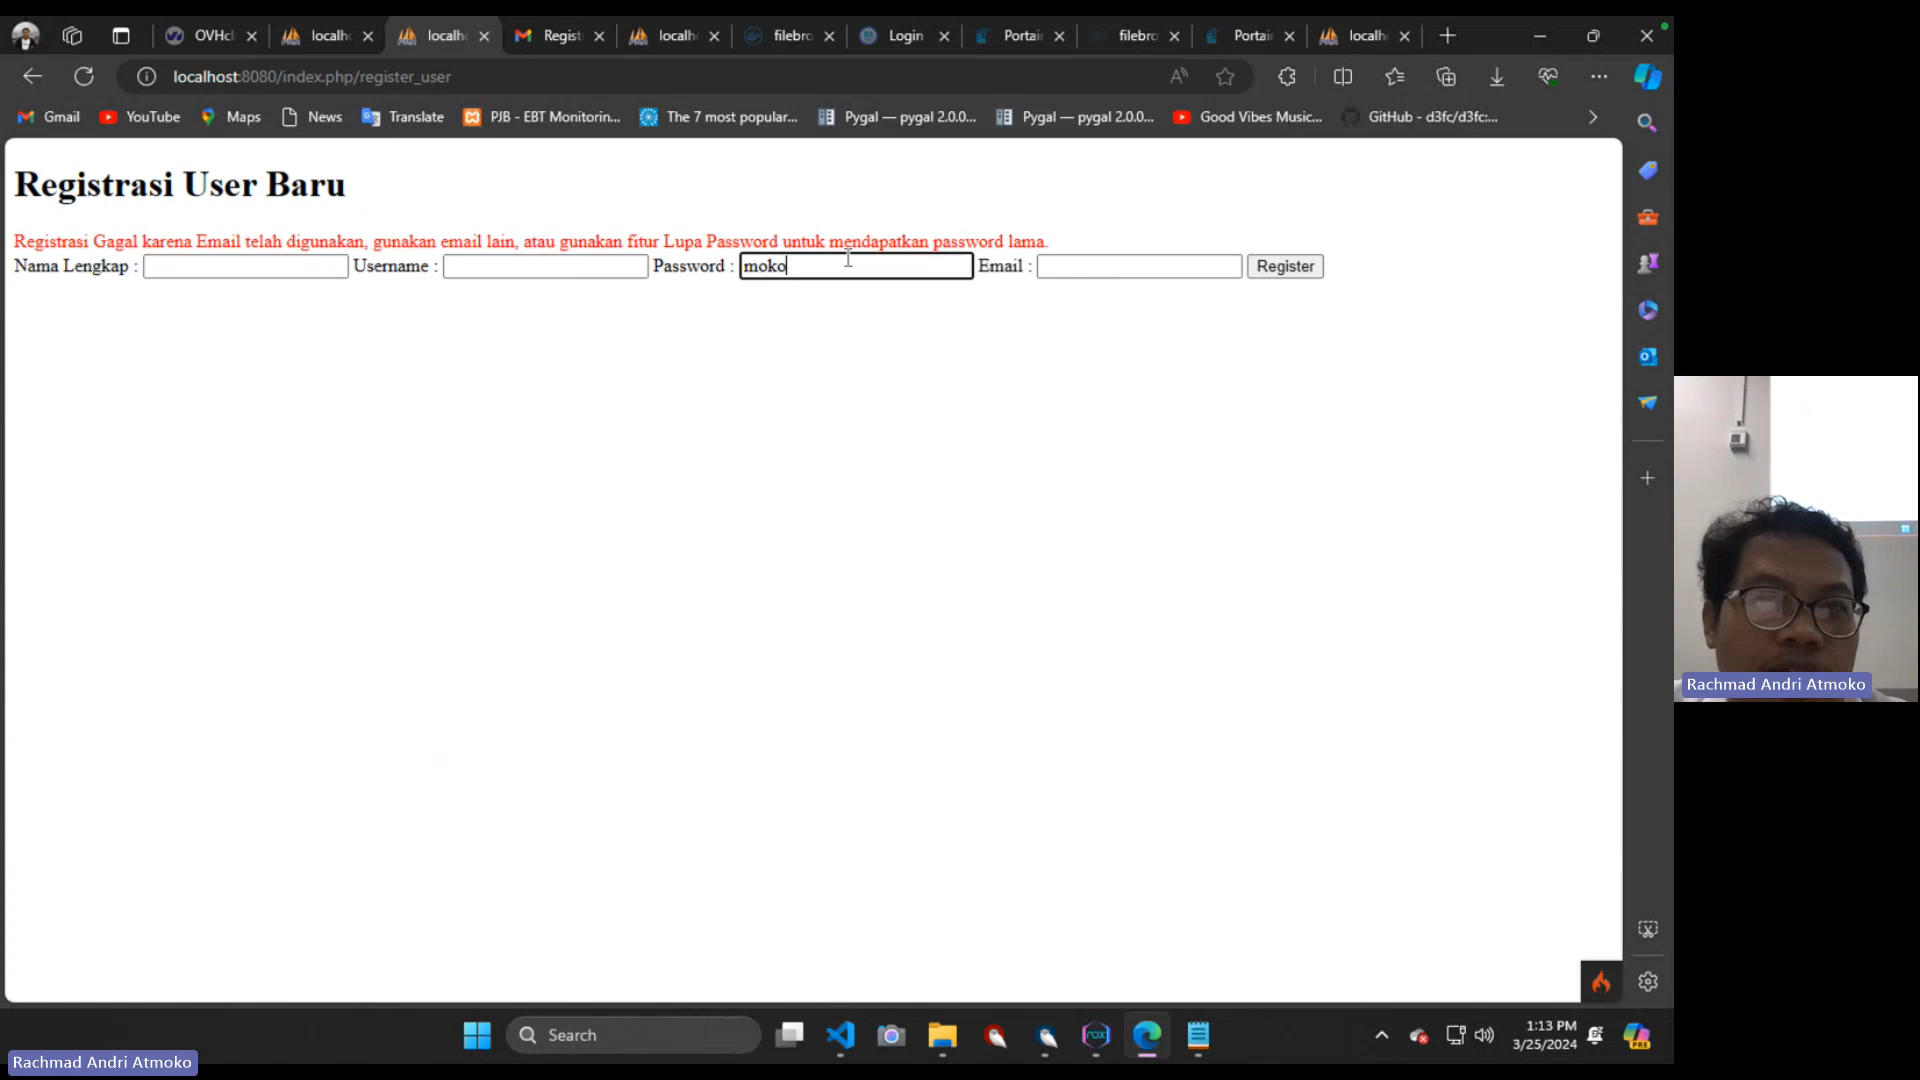 OVHcl
localh
localh
Regist
localh
filebro
Login
Portai
filebro
Portai
localh
localhost:8080/index.php/register_user
Gmail
YouTube
Maps
News
Translate
PJB - EBT Monitorin...
The 7 most popular...
Pygal — pygal 2.0.0...
Pygal — pygal 2.0.0...
Good Vibes Music...
GitHub - d3fc/d3fc:...
Registrasi User Baru
Registrasi Gagal karena Email telah digunakan, gunakan email lain, atau gunakan fitur Lupa Password untuk mendapatkan password lama.
Nama Lengkap : Username : Password : moko Email : Register
Rachmad Andri Atmoko
Search
1:13 PM
3/25/2024
PRE
Rachmad Andri Atmoko